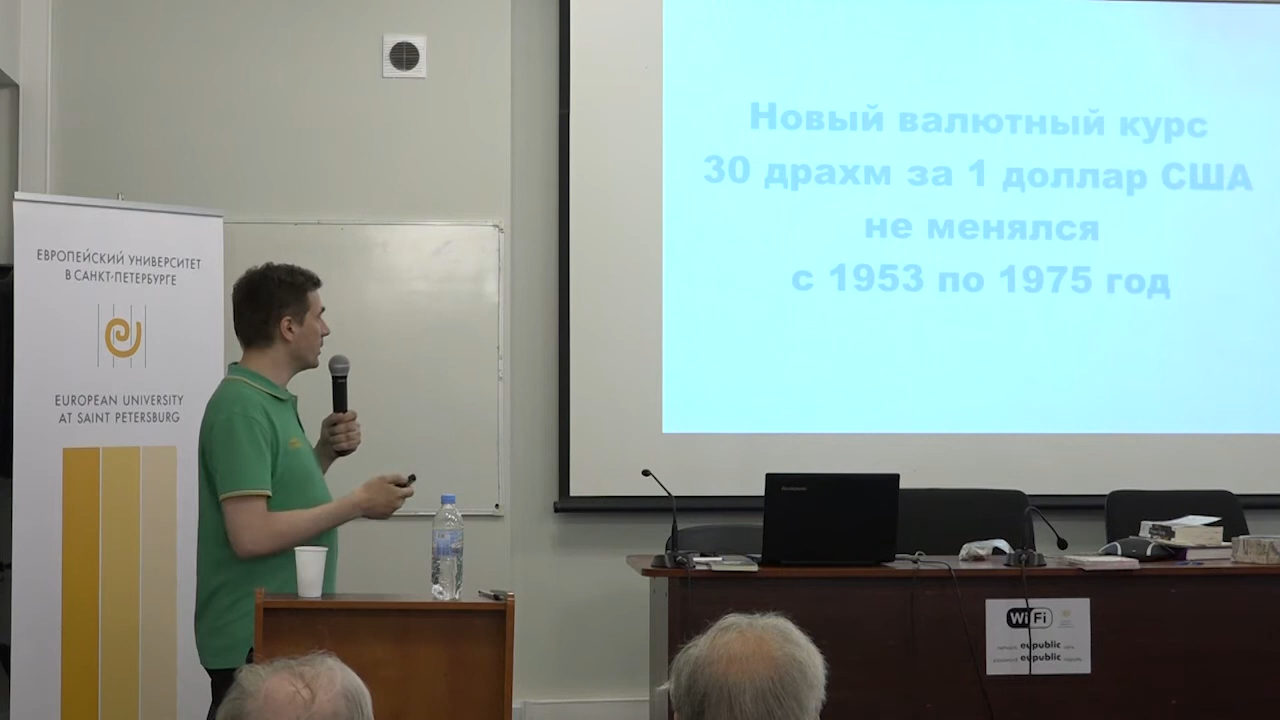 Новый валютный курс
30 драхм за 1 доллар США
не менялся
с 1953 по 1975 год
ЕВРОПЕЙСКИЙ УНИВЕРСИТЕТ
В САНКТ-ПЕТЕРБУРГЕ
EUROPEAN UNIVERSITY
AT SAINT PETERSBURG
WiFi
eupublic
eupublic